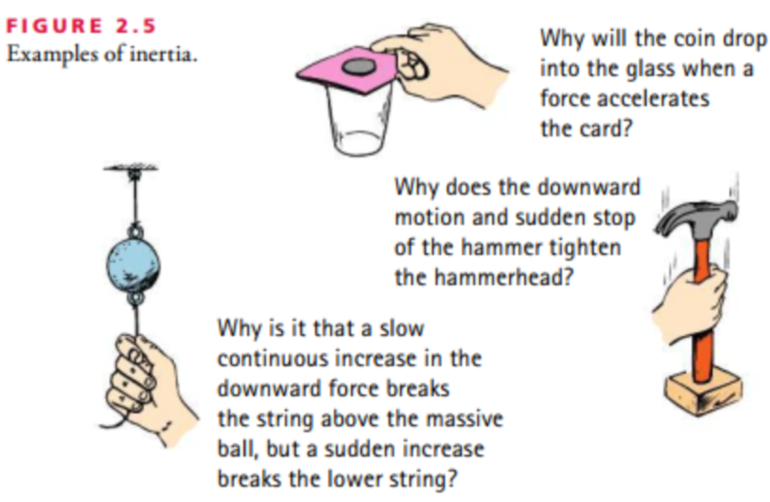 FIGURE 2.5
Examples of inertia.
Why will the coin drop
into the glass when a
force accelerates
the card?
Why does the downward
motion and sudden stop
of the hammer tighten
the hammerhead?
Why is it that a slow
continuous increase in the
downward force breaks
the string above the massive
ball, but a sudden increase
breaks the lower string?